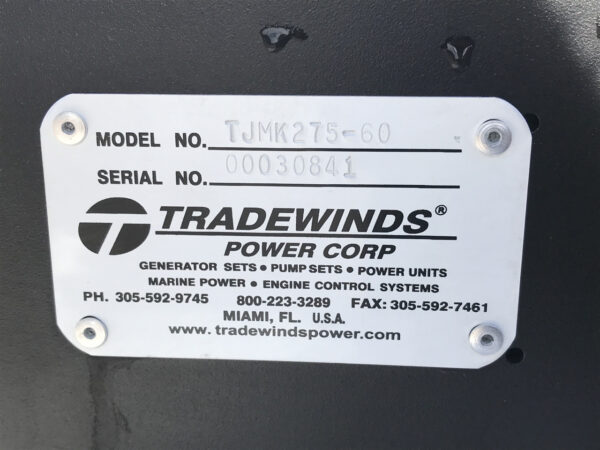 MODEL NO. TJMK275-60
SERIAL NO. 00030841
TRADEWINDS®
POWER CORP
GENERATOR SETS • PUMP SETS • POWER UNITS
MARINE POWER • ENGINE CONTROL SYSTEMS
PH. 305-592-9745 800-223-3289 FAX: 305-592-7461
MIAMI, FL. U.S.A.
www.tradewindspower.com